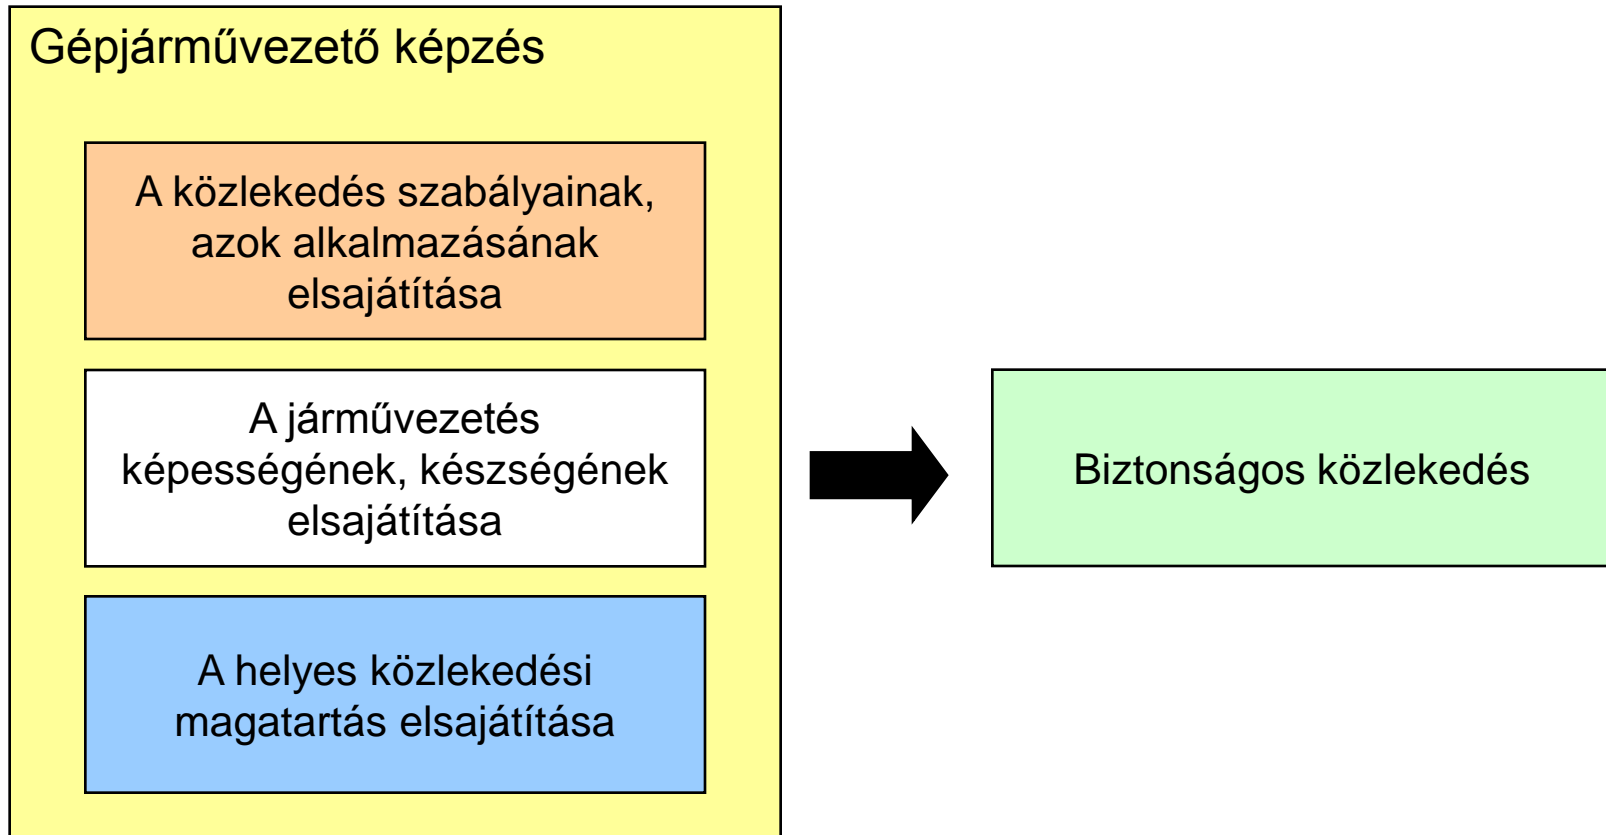 Gépjárművezető képzés
A közlekedés szabályainak,
azok alkalmazásának
elsajátítása
A járművezetés
képességének, készségének
elsajátítása
A helyes közlekedési
magatartás elsajátítása
Biztonságos közlekedés